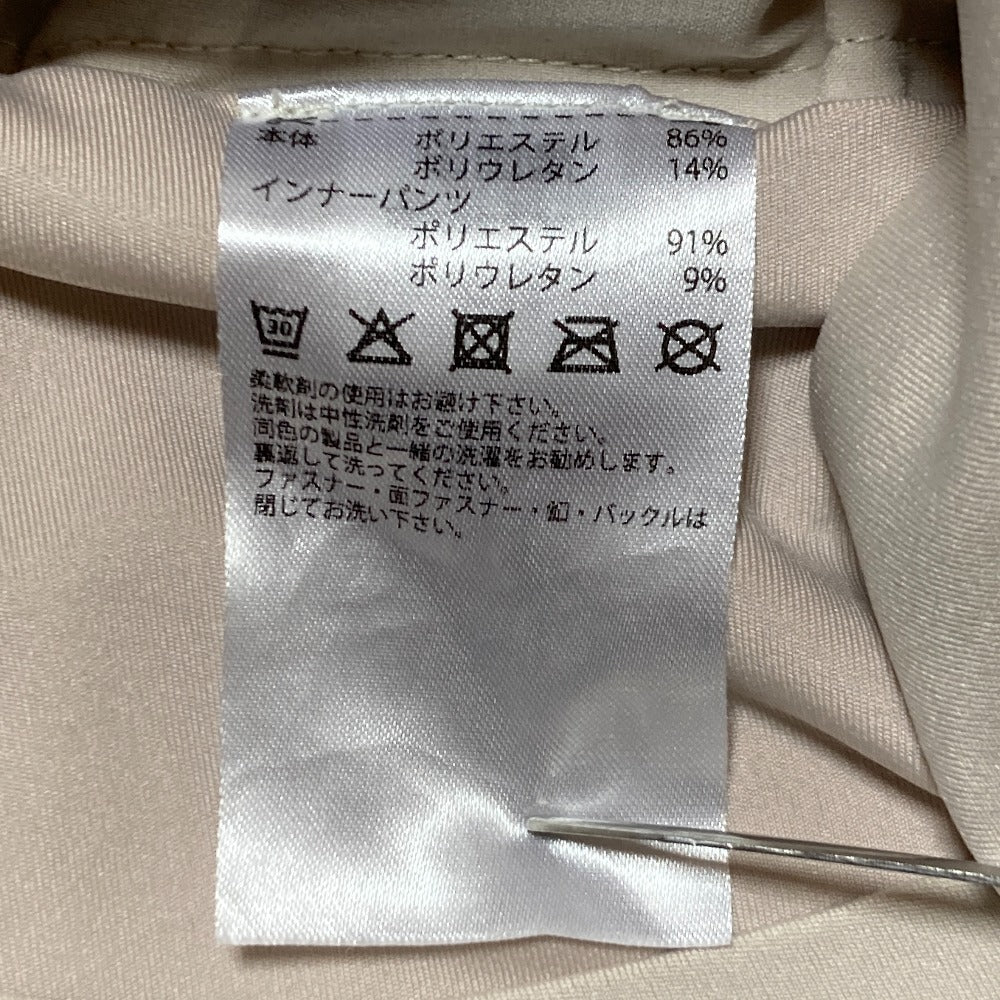 本体 ポリエステル 86%
ポリウレタン 14%
インナーパンツ
ポリエステル 91%
ポリウレタン 9%
30
柔軟剤の使用はお避け下さい。
洗剤は中性洗剤をご使用ください。
同色の製品と一緒の洗濯をお勧めします。
裏返して洗ってください。
ファスナー・面ファスナー・釦・バックルは
閉じてお洗い下さい。